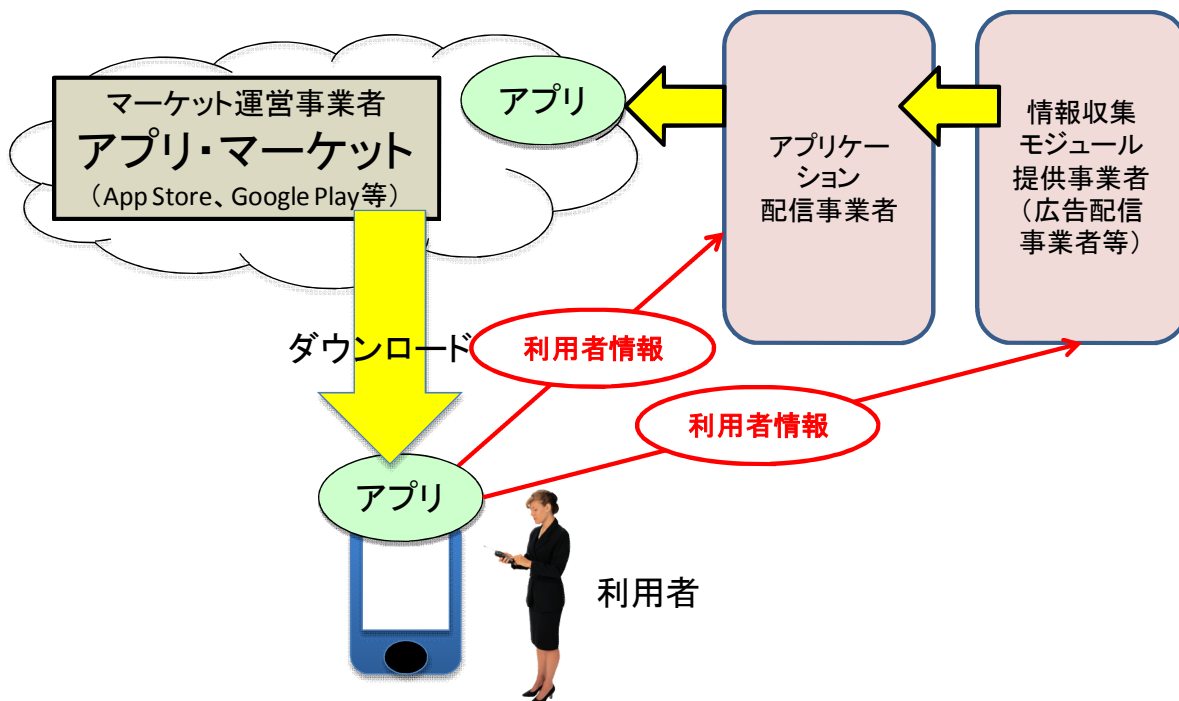 マーケット運営事業者
アプリ・マーケット
（App Store、Google Play等）
アプリ
アプリケー
ション
配信事業者
情報収集
モジュール
提供事業者
（広告配信
事業者等）
ダウンロード
利用者情報
利用者情報
アプリ
利用者